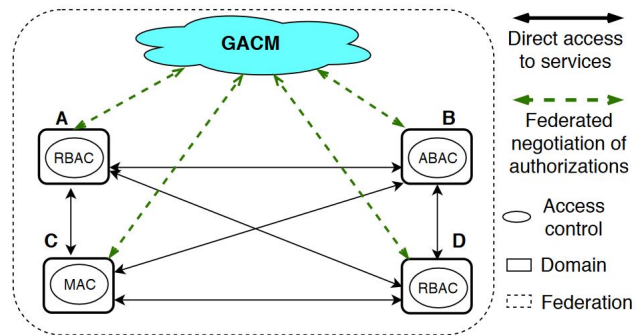 GACM
A
B
RBAC
ABAC
C
D
MAC
RBAC
Direct access
to services
Federated
negotiation of
authorizations
Access
control
Domain
Federation